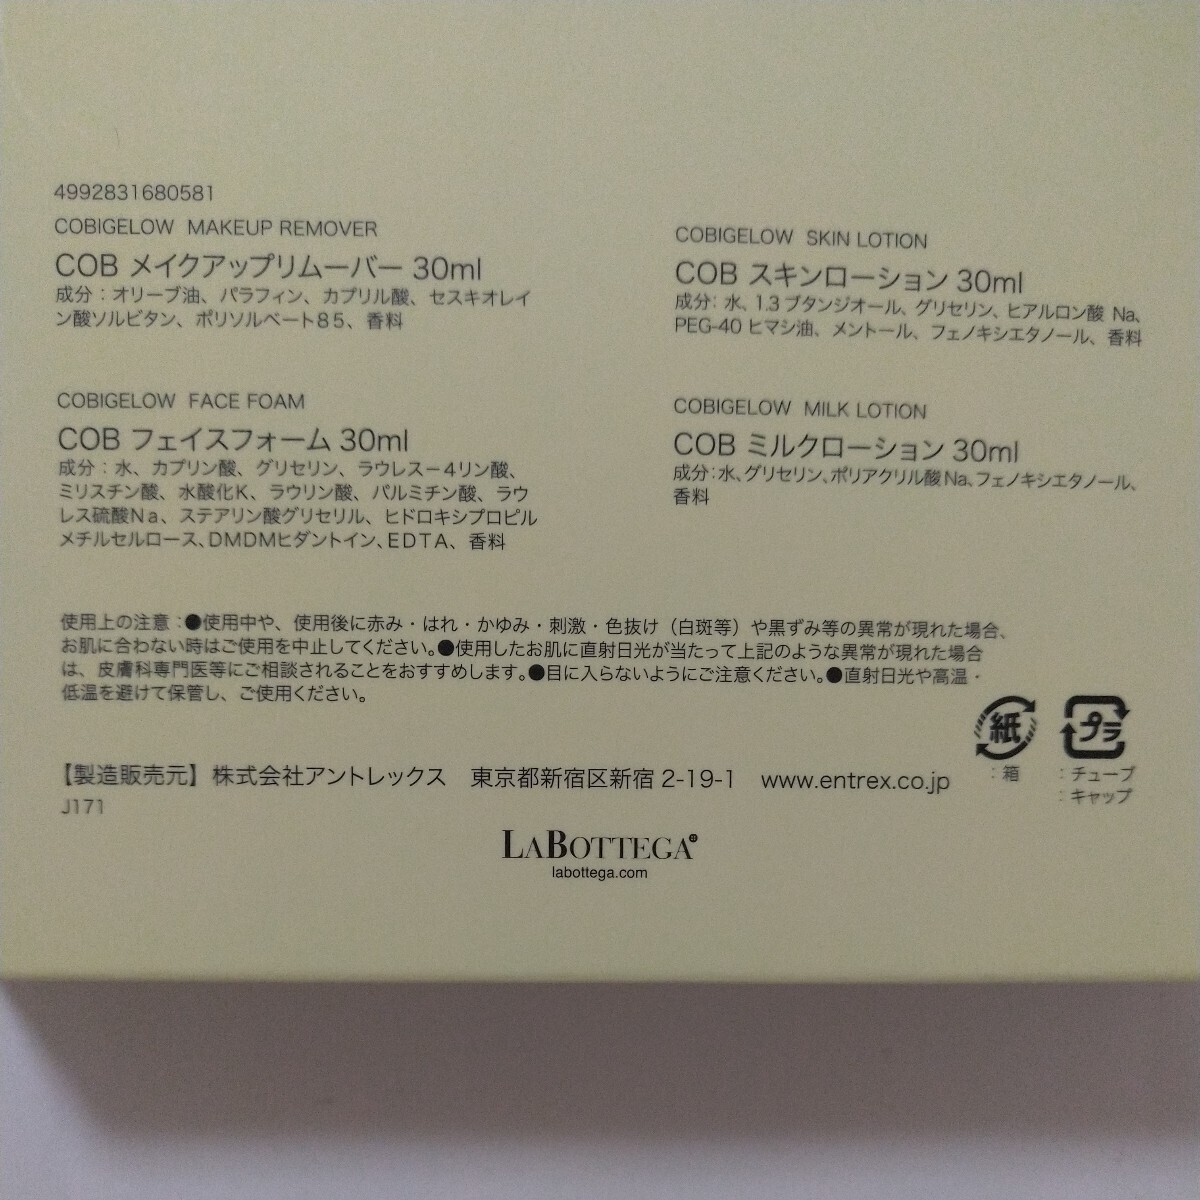 4992831680581
COBIGELOW MAKEUP REMOVER
COB メイクアップリムーバー 30ml
成分：オリーブ油、パラフィン、カプリル酸、セスキオレイ
ン酸ソルビタン、ポリソルベート８５、香料
COBIGELOW FACE FOAM
COB フェイスフォーム 30ml
成分：水、カプリン酸、グリセリン、ラウレス－４リン酸、
ミリスチン酸、水酸化Ｋ、ラウリン酸、パルミチン酸、ラウ
レス硫酸Ｎａ、ステアリン酸グリセリル、ヒドロキシプロピル
メチルセルロース、DMDMヒダントイン、ＥＤＴＡ、香料
COBIGELOW SKIN LOTION
COB スキンローション 30ml
成分：水、1.3 ブタンジオール、グリセリン、ヒアルロン酸 Na、
PEG-40 ヒマシ油、メントール、フェノキシエタノール、香料
COBIGELOW MILK LOTION
COB ミルクローション 30ml
成分：水、グリセリン、ポリアクリル酸 Na、フェノキシエタノール、
香料
使用上の注意：●使用中や、使用後に赤み・はれ・かゆみ・刺激・色抜け（白斑等）や黒ずみ等の異常が現れた場合、
お肌に合わない時はご使用を中止してください。●使用したお肌に直射日光が当たって上記のような異常が現れた場合
は、皮膚科専門医等にご相談されることをおすすめします。●目に入らないようにご注意ください。●直射日光や高温・
低温を避けて保管し、ご使用ください。
紙
：箱
プラ
：チューブ
：キャップ
【製造販売元】株式会社アントレックス 東京都新宿区新宿 2-19-1 www.entrex.co.jp
J171
LABOTTEGA
labottega.com